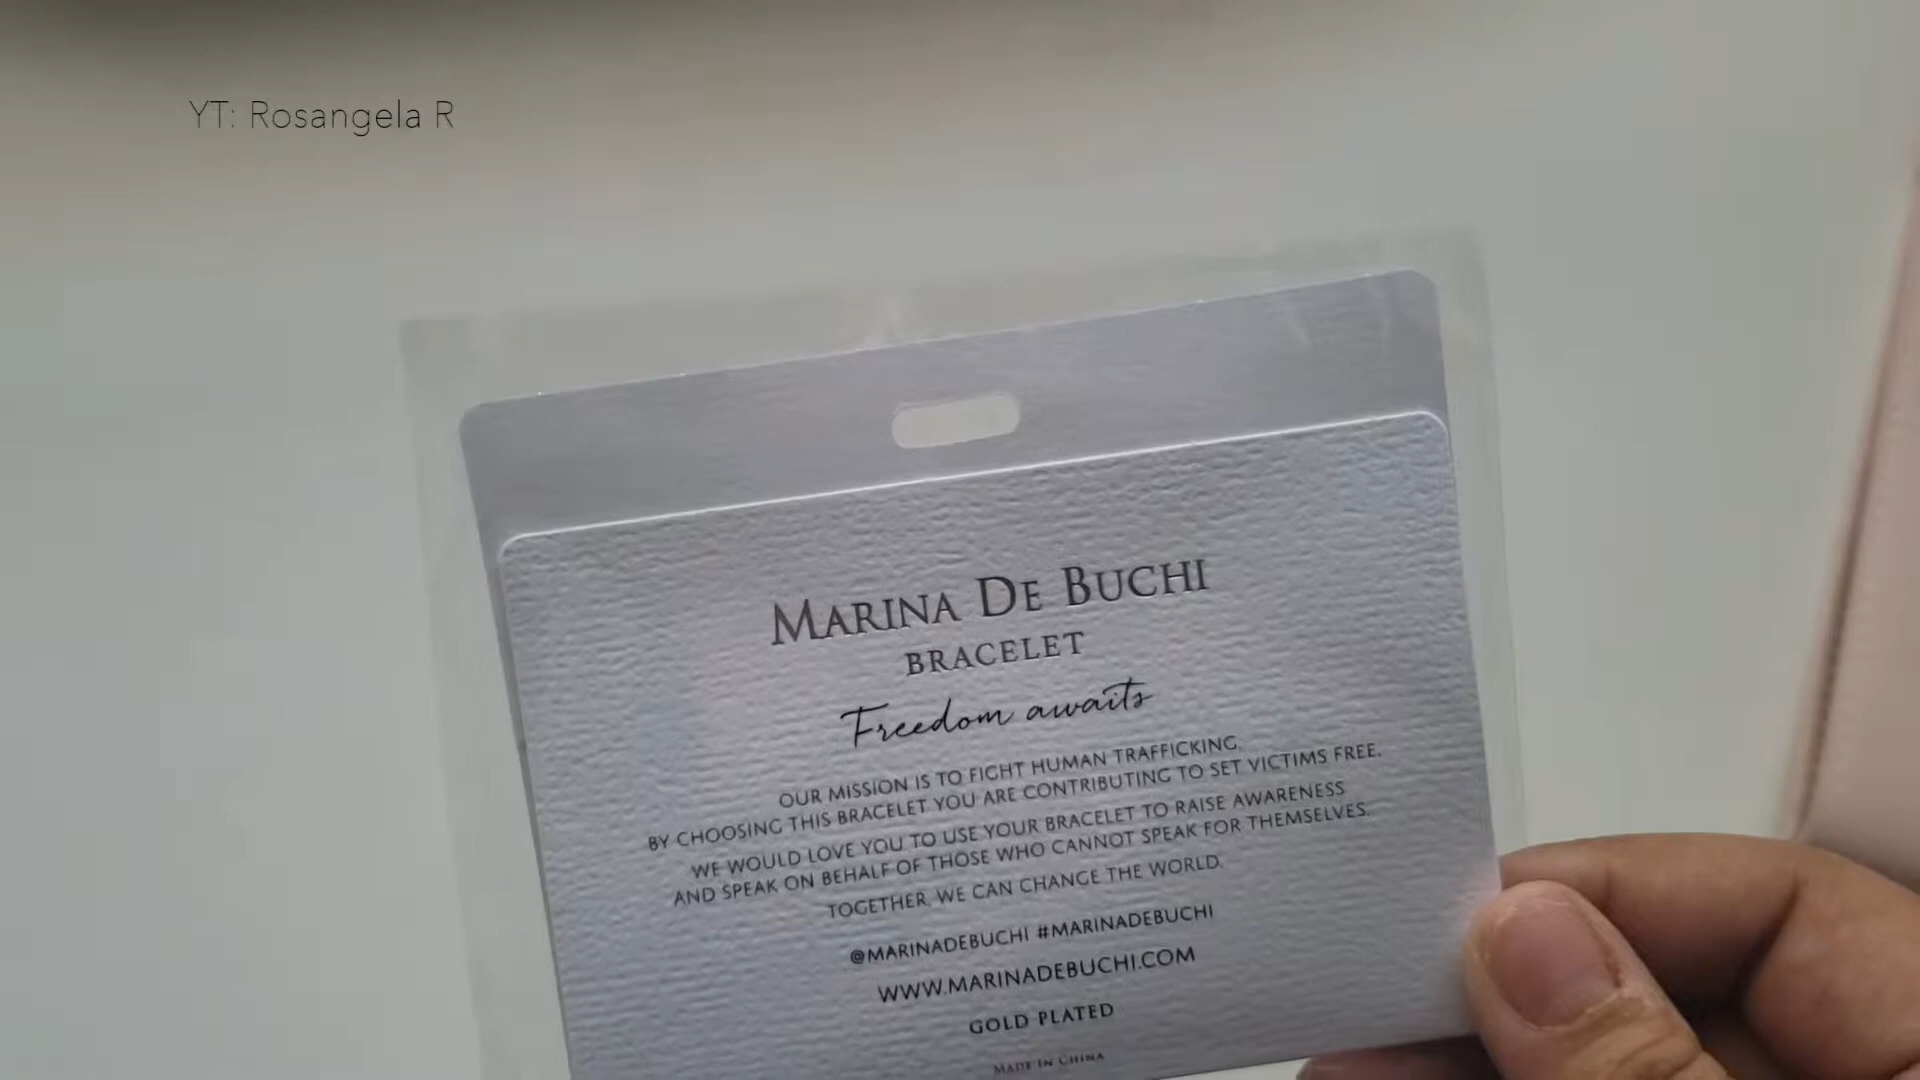 YT: Rosangela R
MARINA DE BUCHI
BRACELET
Freedom awaits
OUR MISSION IS TO FIGHT HUMAN TRAFFICKING.
BY CHOOSING THIS BRACELET YOU ARE CONTRIBUTING TO SET VICTIMS FREE.
WE WOULD LOVE YOU TO USE YOUR BRACELET TO RAISE AWARENESS
AND SPEAK ON BEHALF OF THOSE WHO CANNOT SPEAK FOR THEMSELVES.
TOGETHER, WE CAN CHANGE THE WORLD.
@MARINADEBUCHI #MARINADEBUCHI
WWW.MARINADEBUCHI.COM
GOLD PLATED
MADE IN CHINA